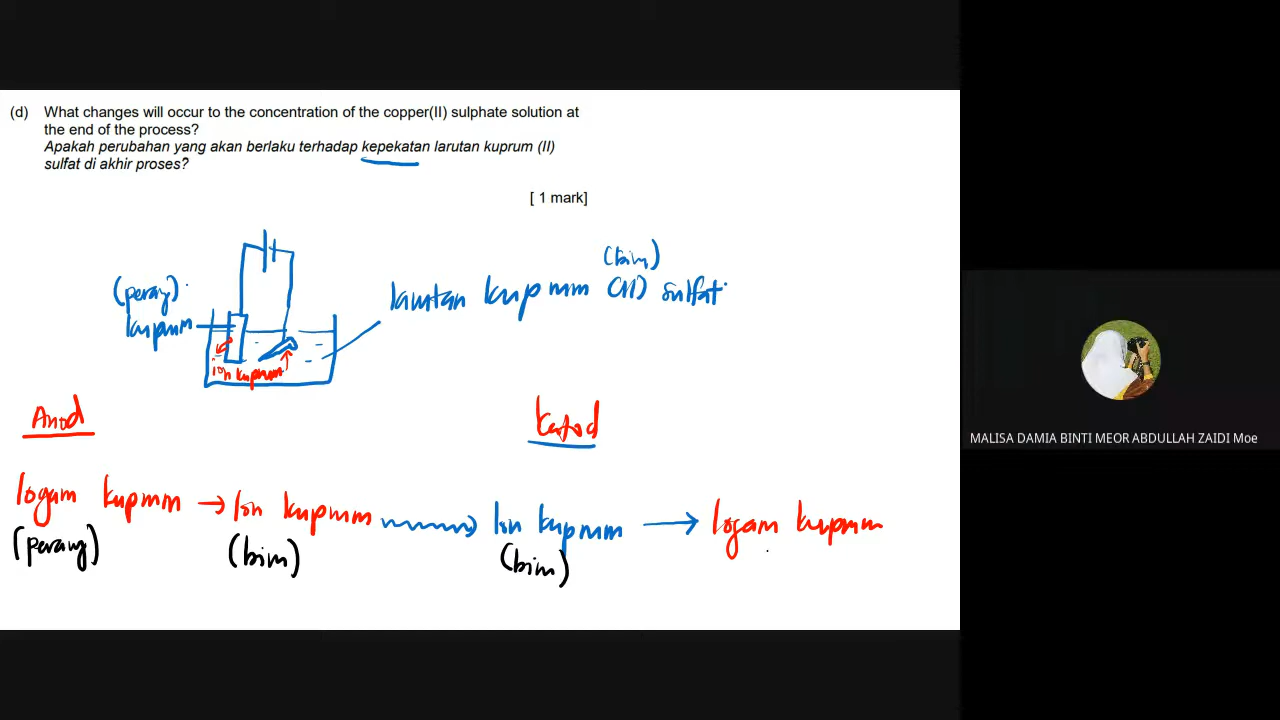 (d) What changes will occur to the concentration of the copper(II) sulphate solution at
the end of the process?
Apakah perubahan yang akan berlaku terhadap kepekatan larutan kuprum (II)
sulfat di akhir proses?
[ 1 mark]
(biru)
(perang)
larutan kuprum (II) sulfat
kuprum
ion kuprum
Anod
Katod
logam kuprum → Ion kuprum → Ion kuprum → logam kuprum
(perang) (biru) (biru)
MALISA DAMIA BINTI MEOR ABDULLAH ZAIDI Moe